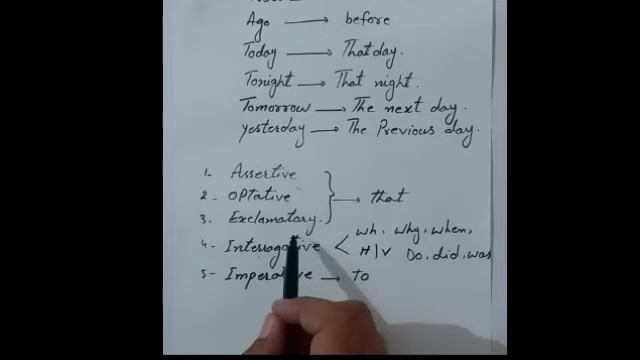 Ago → before
Today → That day.
Tonight → That night.
Tomorrow → The next day.
yesterday → The Previous day.
1- Assertive
2- Optative
3- Exclamatory.
} → that
4- Interrogative < wh, why, when,
H|V Do, did, was
5- Imperative → To